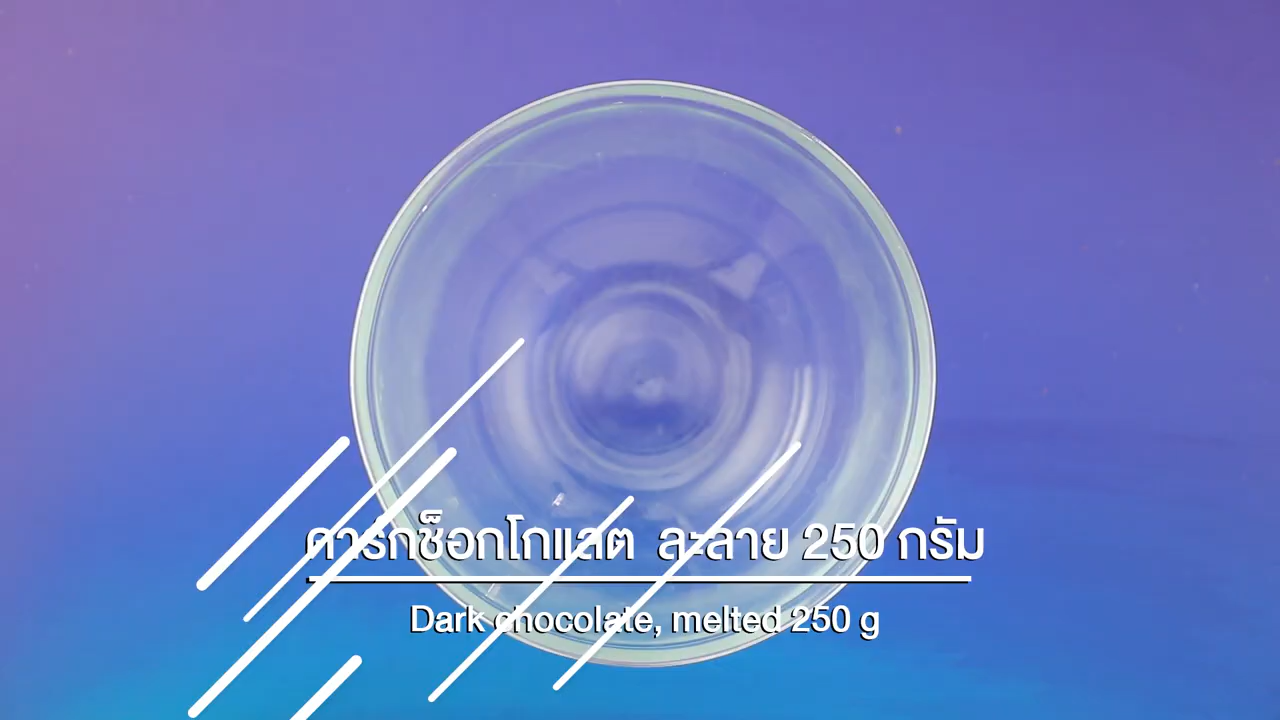 ดาร์กช็อกโกแลต ละลาย 250 กรัม
Dark chocolate, melted 250 g